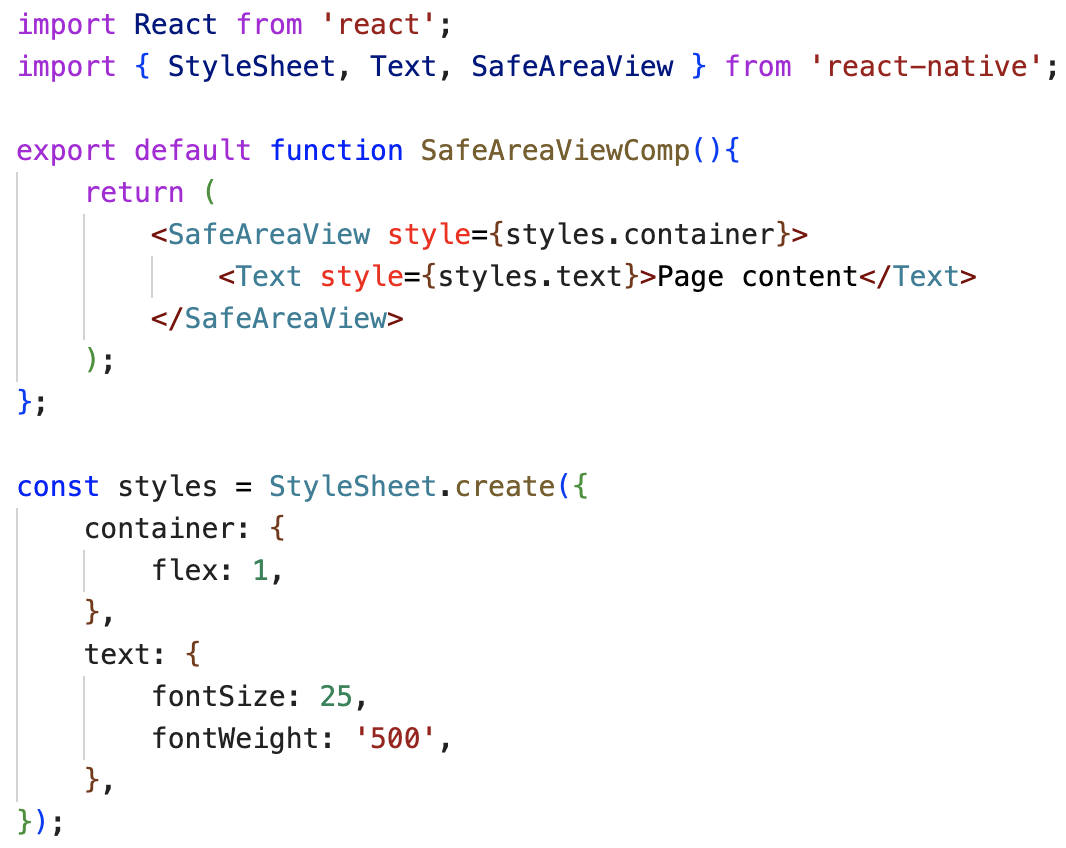 import React from 'react';
import { StyleSheet, Text, SafeAreaView } from 'react-native';

export default function SafeAreaViewComp(){
    return (
        <SafeAreaView style={styles.container}>
            <Text style={styles.text}>Page content</Text>
        </SafeAreaView>
    );
};

const styles = StyleSheet.create({
    container: {
        flex: 1,
    },
    text: {
        fontSize: 25,
        fontWeight: '500',
    },
});